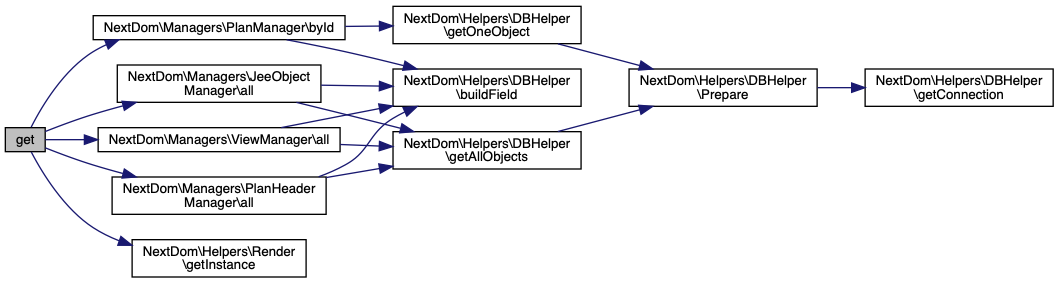 get
NextDom\Managers\PlanManager\byId
NextDom\Managers\JeeObject
Manager\all
NextDom\Managers\ViewManager\all
NextDom\Managers\PlanHeader
Manager\all
NextDom\Helpers\Render
\getInstance
NextDom\Helpers\DBHelper
\getOneObject
NextDom\Helpers\DBHelper
\buildField
NextDom\Helpers\DBHelper
\getAllObjects
NextDom\Helpers\DBHelper
\Prepare
NextDom\Helpers\DBHelper
\getConnection